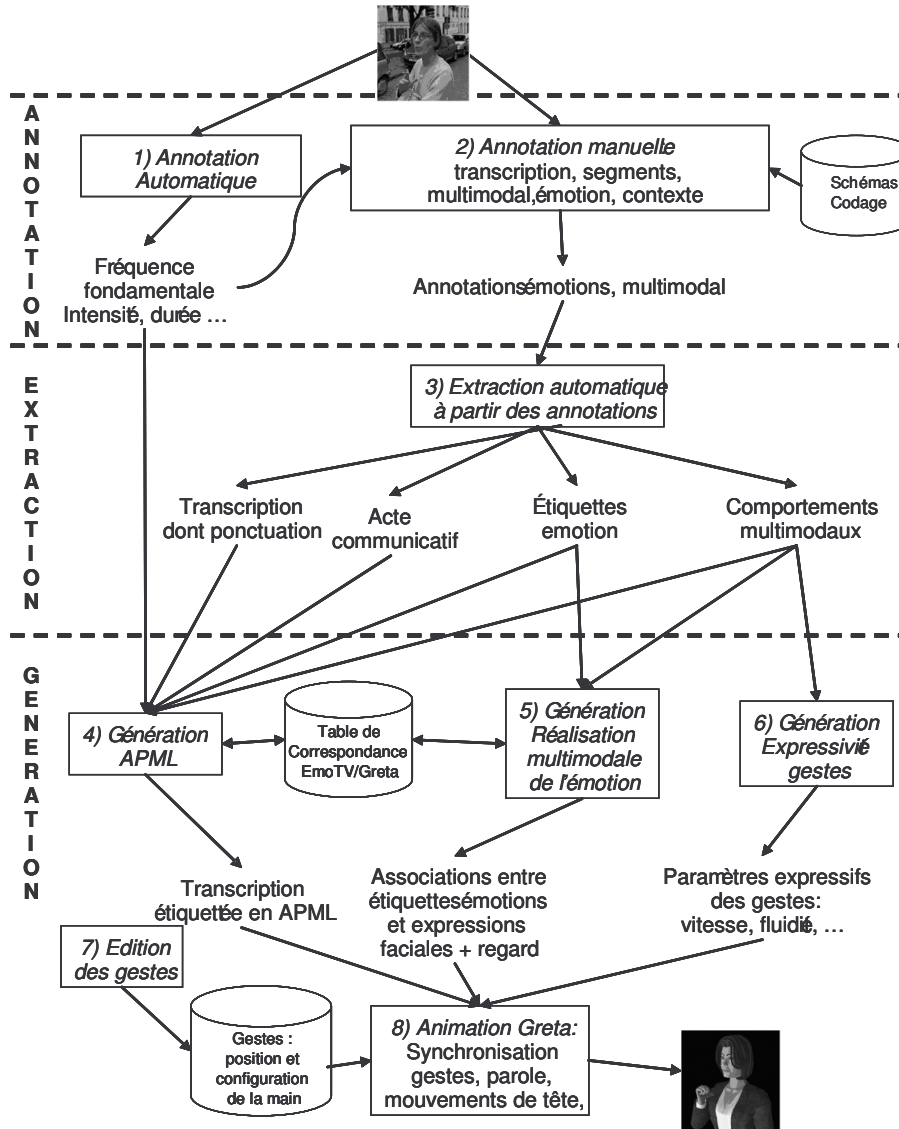 ANNOTATION
1) Annotation
Automatique
2) Annotation manuelle
transcription, segments,
multimodal,émotion, contexte
Schémas
Codage
Fréquence
fondamentale
Intensité, durée ...
Annotationsémotions, multimodal
EXTRACTION
3) Extraction automatique
à partir des annotations
Transcription
dont ponctuation
Acte
communicatif
Étiquettes
emotion
Comportements
multimodaux
GENERATION
4) Génération
APML
Table de
Correspondance
EmoTV/Greta
5) Génération
Réalisation
multimodale
de l'émotion
6) Génération
Expressivité
gestes
Transcription
étiquettée en APML
Associations entre
étiquettesémotions
et expressions
faciales + regard
Paramètres expressifs
des gestes:
vitesse, fluidité, ...
7) Edition
des gestes
Gestes :
position et
configuration
de la main
8) Animation Greta:
Synchronisation
gestes, parole,
mouvements de tête,